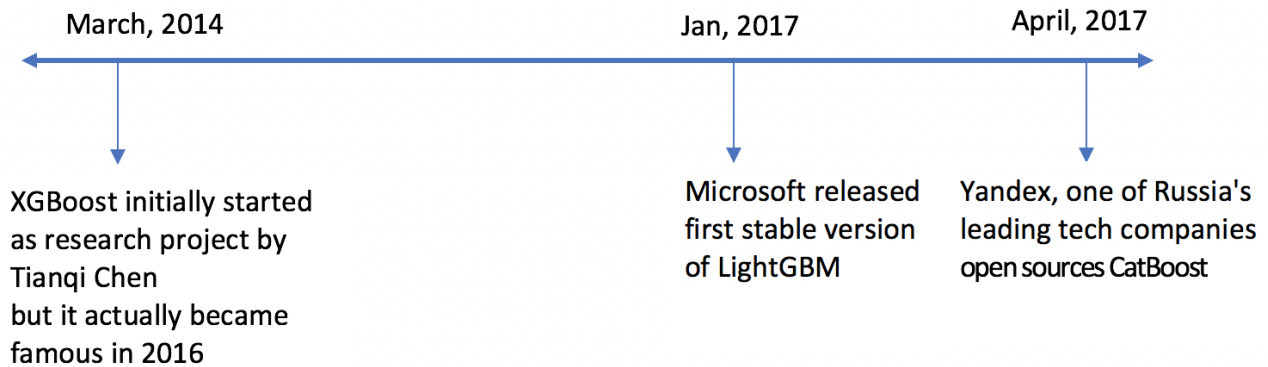 March, 2014
Jan, 2017
April, 2017
XGBoost initially started
as research project by
Tianqi Chen
but it actually became
famous in 2016
Microsoft released
first stable version
of LightGBM
Yandex, one of Russia's
leading tech companies
open sources CatBoost